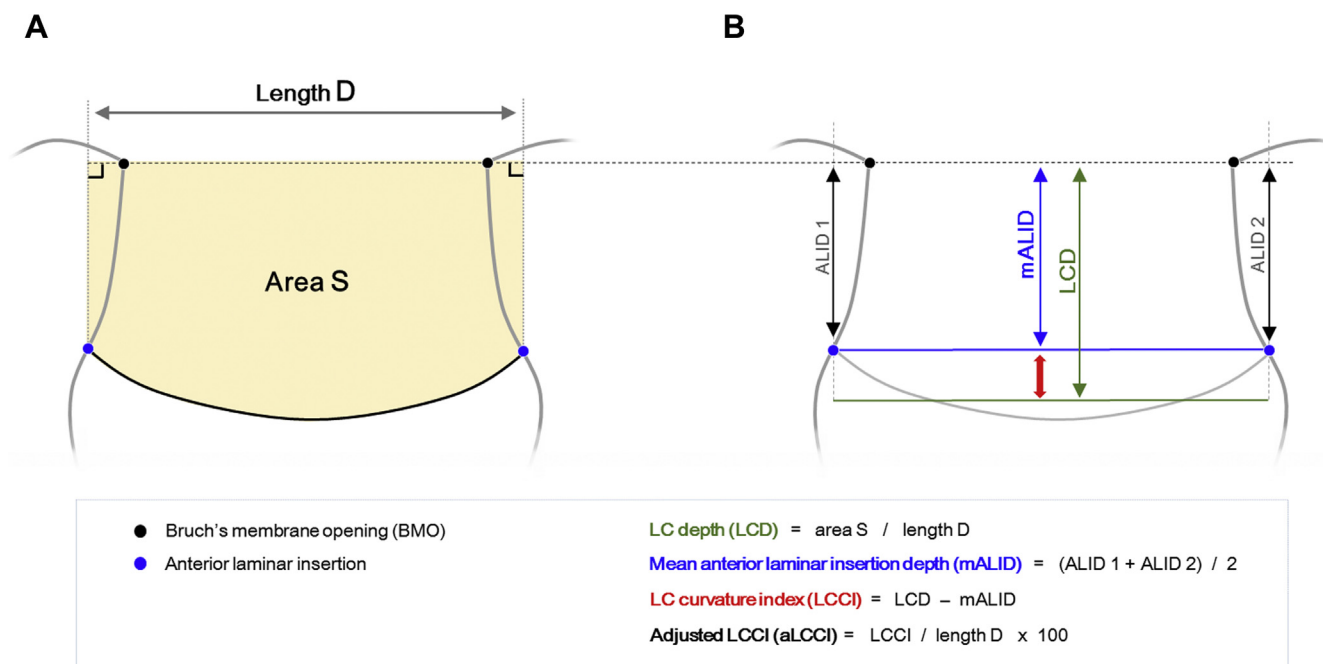 A
B
Length D
Area S
ALID 1
mALID
LCD
ALID 2
Bruch's membrane opening (BMO)
Anterior laminar insertion
LC depth (LCD) = area S / length D
Mean anterior laminar insertion depth (mALID) = (ALID 1 + ALID 2) / 2
LC curvature index (LCCI) = LCD – mALID
Adjusted LCCI (aLCCI) = LCCI / length D x 100